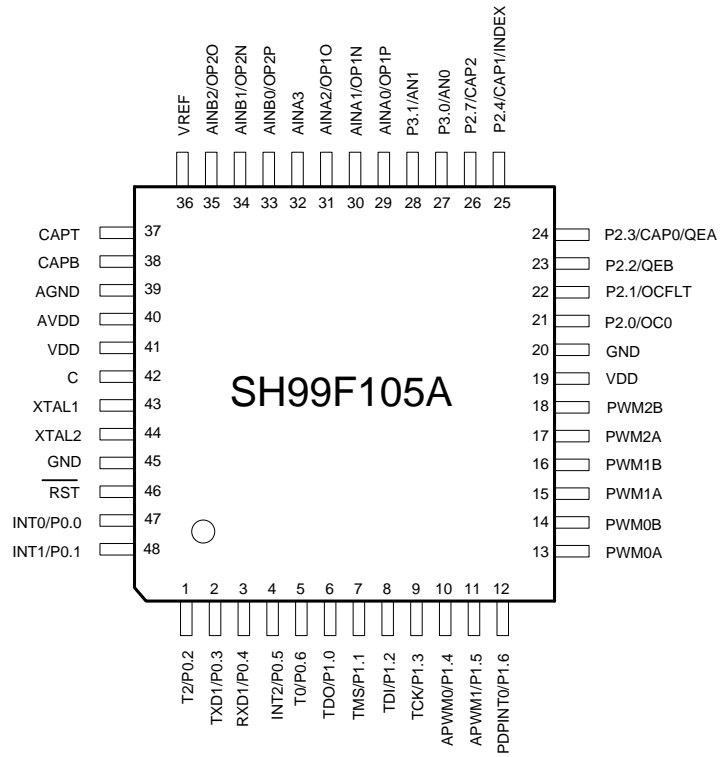 VREF
AINB2/OP2O
AINB1/OP2N
AINB0/OP2P
AINA3
AINA2/OP1O
AINA1/OP1N
AINA0/OP1P
P3.1/AN1
P3.0/AN0
P2.7/CAP2
P2.4/CAP1/INDEX
36 35 34 33 32 31 30 29 28 27 26 25
CAPT 37
CAPB 38
AGND 39
AVDD 40
VDD 41
C 42
XTAL1 43
XTAL2 44
GND 45
RST 46
INT0/P0.0 47
INT1/P0.1 48
SH99F105A
24 P2.3/CAP0/QEA
23 P2.2/QEB
22 P2.1/OCFLT
21 P2.0/OC0
20 GND
19 VDD
18 PWM2B
17 PWM2A
16 PWM1B
15 PWM1A
14 PWM0B
13 PWM0A
1 2 3 4 5 6 7 8 9 10 11 12
T2/P0.2
TXD1/P0.3
RXD1/P0.4
INT2/P0.5
T0/P0.6
TDO/P1.0
TMS/P1.1
TDI/P1.2
TCK/P1.3
APWM0/P1.4
APWM1/P1.5
PDPINT0/P1.6